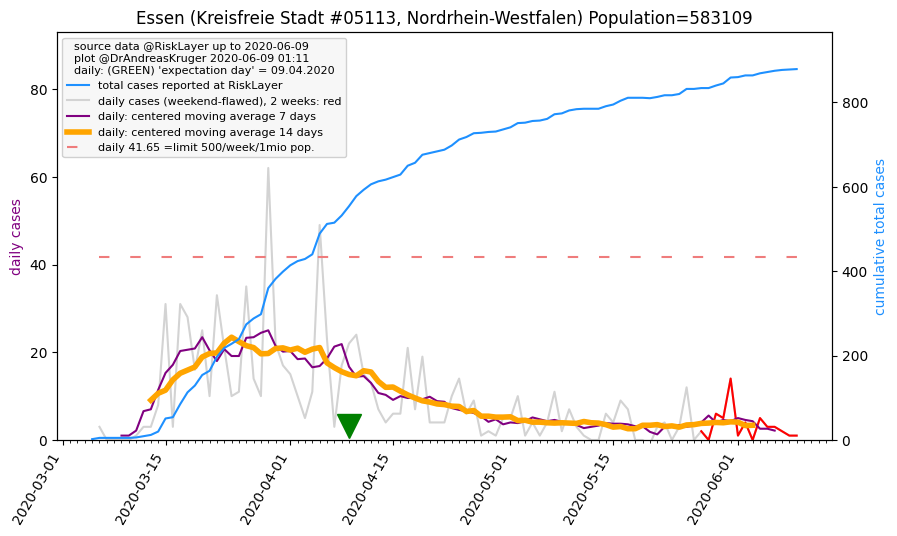 Essen (Kreisfreie Stadt #05113, Nordrhein-Westfalen) Population=583109
source data @RiskLayer up to 2020-06-09
plot @DrAndreasKruger 2020-06-09 01:11
daily: (GREEN) 'expectation day' = 09.04.2020
total cases reported at RiskLayer
daily cases (weekend-flawed), 2 weeks: red
daily: centered moving average 7 days
daily: centered moving average 14 days
daily 41.65 =limit 500/week/1mio pop.
daily cases
80
60
40
20
0
cumulative total cases
800
600
400
200
0
2020-03-01
2020-03-15
2020-04-01
2020-04-15
2020-05-01
2020-05-15
2020-06-01